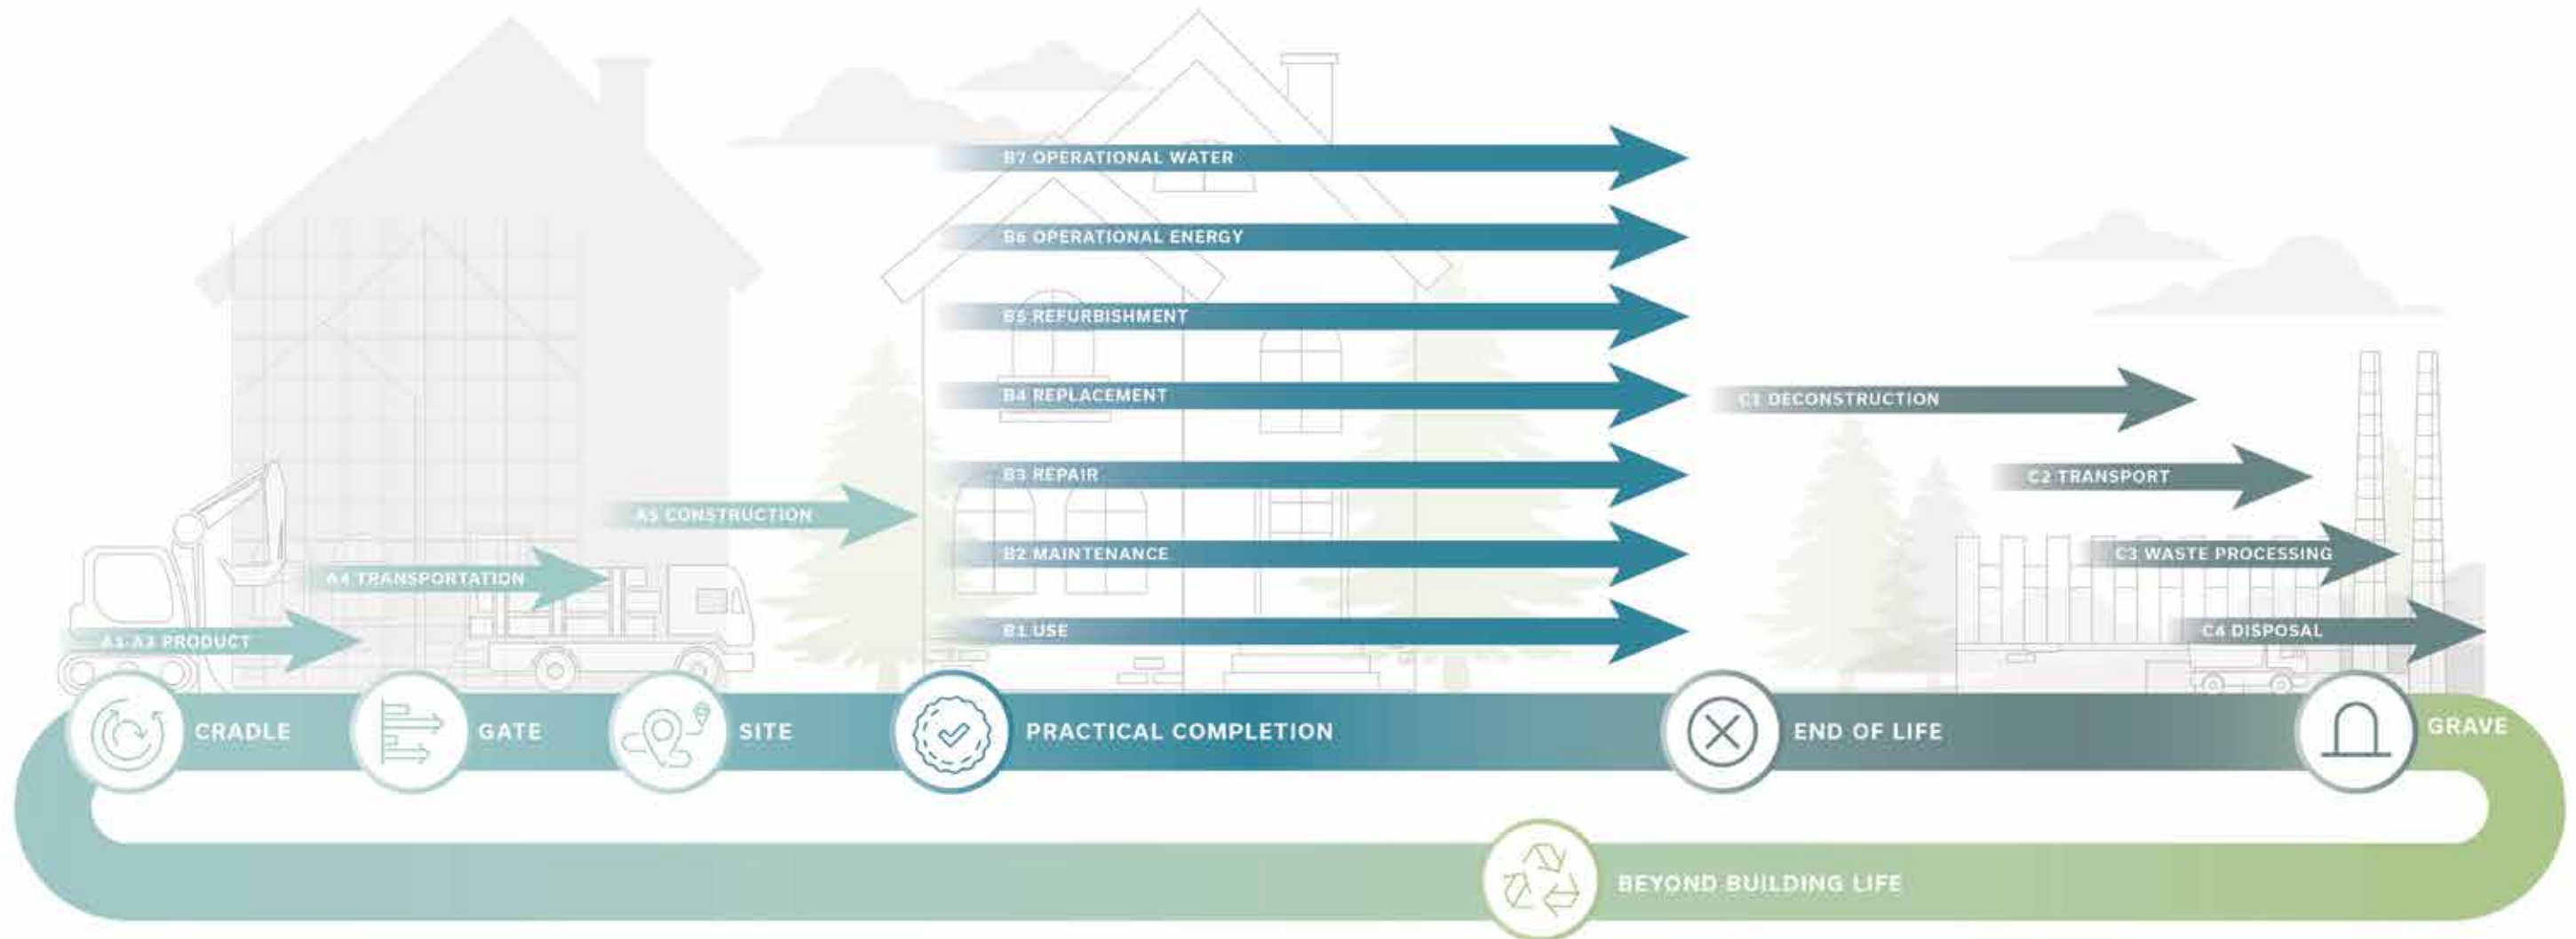 B7 OPERATIONAL WATER
B6 OPERATIONAL ENERGY
B5 REFURBISHMENT
B4 REPLACEMENT
B3 REPAIR
B2 MAINTENANCE
B1 USE
A5 CONSTRUCTION
A4 TRANSPORTATION
A1-A3 PRODUCT
C1 DECONSTRUCTION
C2 TRANSPORT
C3 WASTE PROCESSING
C4 DISPOSAL
CRADLE
GATE
SITE
PRACTICAL COMPLETION
END OF LIFE
GRAVE
BEYOND BUILDING LIFE